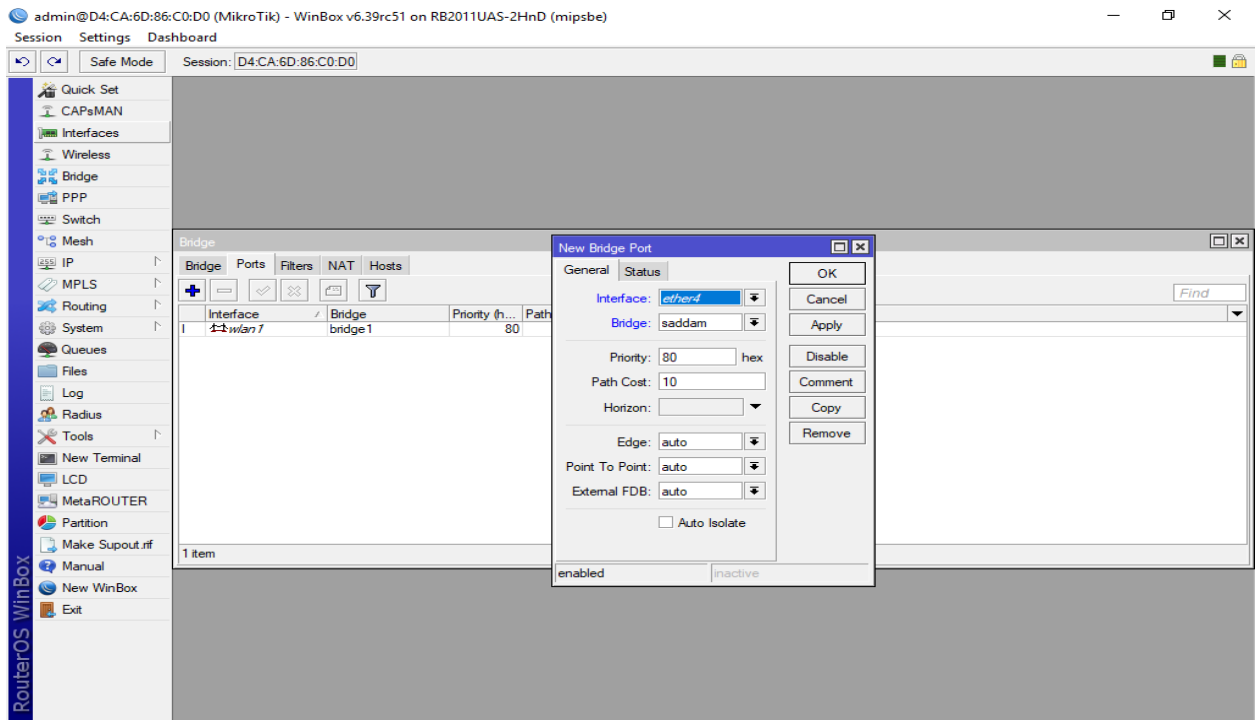 admin@D4:CA:6D:86:C0:D0 (MikroTik) - WinBox v6.39rc51 on RB2011UAS-2HnD (mipsbe)
Session Settings Dashboard
Safe Mode Session: D4:CA:6D:86:C0:D0
Quick Set
CAPsMAN
Interfaces
Wireless
Bridge
PPP
Switch
Mesh
IP
MPLS
Routing
System
Queues
Files
Log
Radius
Tools
New Terminal
LCD
MetaROUTER
Partition
Make Supout.rif
Manual
New WinBox
Exit
RouterOS WinBox
Bridge
Bridge Ports Filters NAT Hosts
Find
Interface Bridge Priority (h... Path
I wlan1 bridge1 80
1 item
New Bridge Port
General Status
Interface: ether4
Bridge: saddam
Priority: 80 hex
Path Cost: 10
Horizon:
Edge: auto
Point To Point: auto
External FDB: auto
Auto Isolate
OK
Cancel
Apply
Disable
Comment
Copy
Remove
enabled inactive